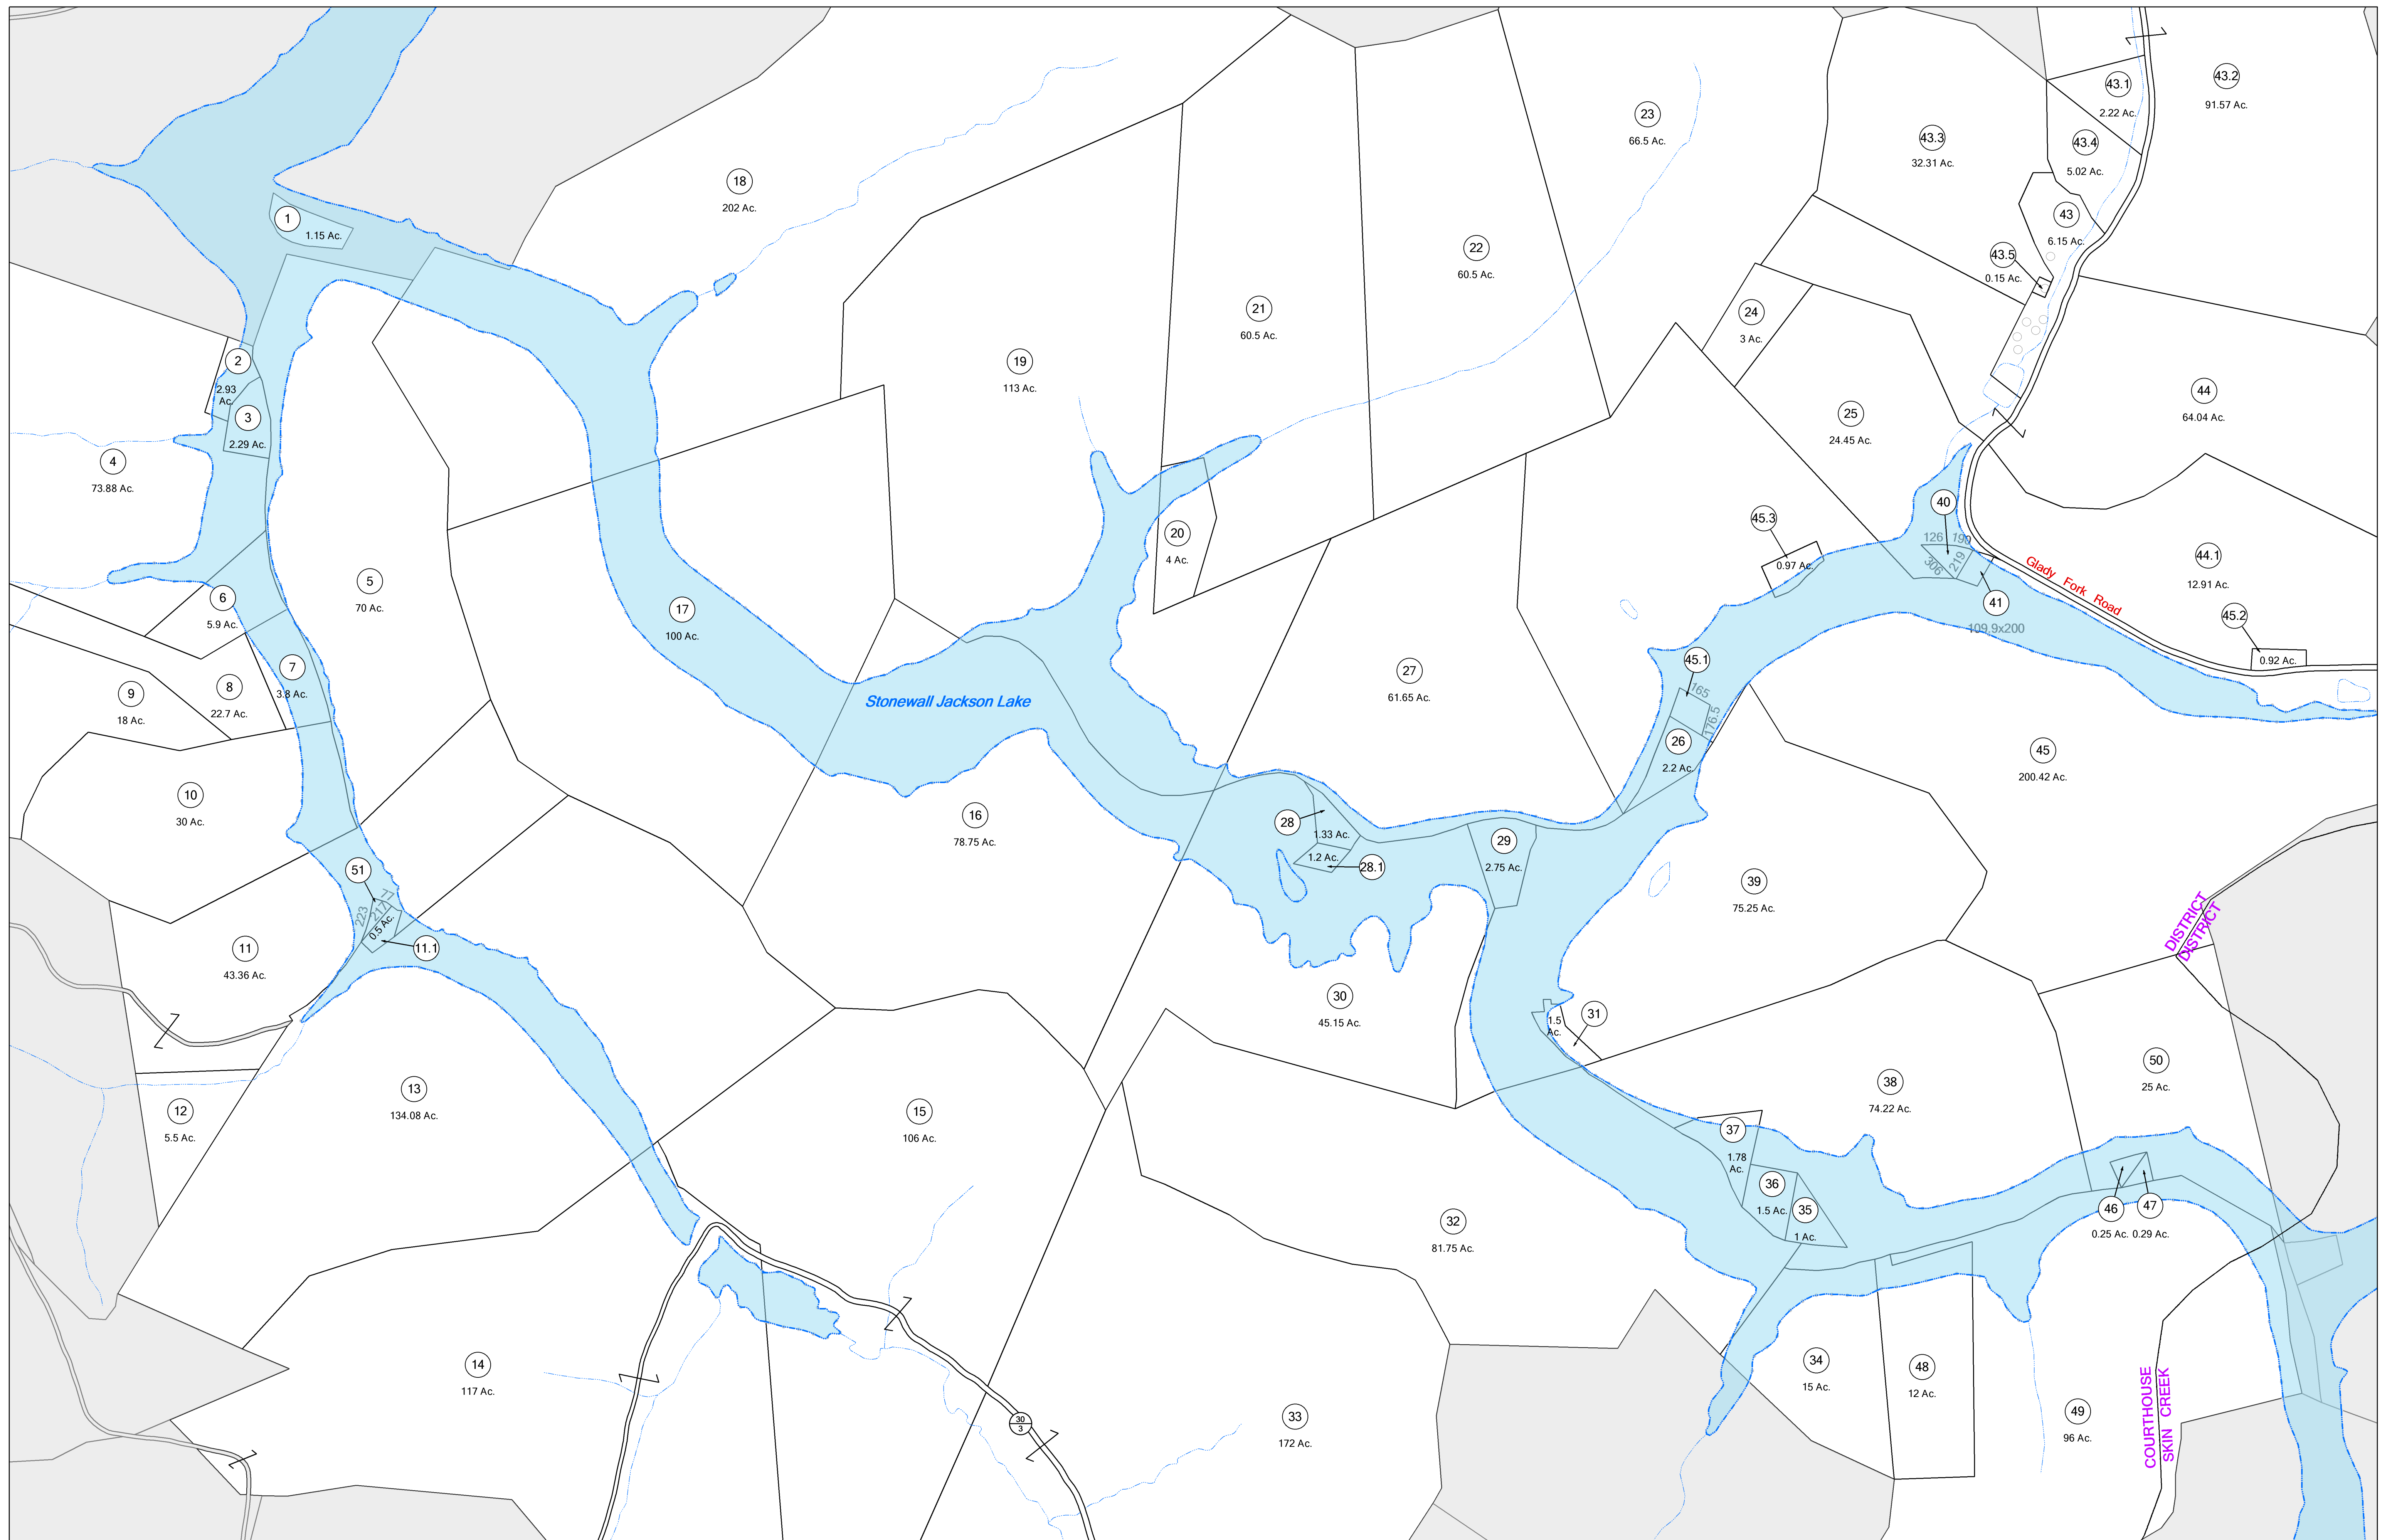 43.1
2.22 Ac.
43.2
91.57 Ac.
23
66.5 Ac.
43.3
32.31 Ac.
43.4
5.02 Ac.
18
202 Ac.
1
1.15 Ac.
43
6.15 Ac.
22
60.5 Ac.
43.5
0.15 Ac.
21
60.5 Ac.
24
3 Ac.
2
2.93
Ac.
19
113 Ac.
44
64.04 Ac.
3
2.29 Ac.
25
24.45 Ac.
4
73.88 Ac.
40
126
190
306
219
45.3
0.97 Ac.
20
4 Ac.
44.1
12.91 Ac.
5
70 Ac.
Glady Fork Road
6
5.9 Ac.
17
100 Ac.
41
109.9x200
45.2
0.92 Ac.
7
3.8 Ac.
27
61.65 Ac.
45.1
165
176.5
9
18 Ac.
8
22.7 Ac.
Stonewall Jackson Lake
26
2.2 Ac.
45
200.42 Ac.
10
30 Ac.
16
78.75 Ac.
28
1.33 Ac.
1.2 Ac.
28.1
29
2.75 Ac.
51
77
223
217
0.5 Ac.
39
75.25 Ac.
DISTRICT
DISTRICT
11
43.36 Ac.
11.1
30
45.15 Ac.
31
1.5
Ac.
50
25 Ac.
13
134.08 Ac.
38
74.22 Ac.
12
5.5 Ac.
15
106 Ac.
37
1.78
Ac.
36
1.5 Ac.
35
1 Ac.
46
47
0.25 Ac.
0.29 Ac.
32
81.75 Ac.
14
117 Ac.
34
15 Ac.
48
12 Ac.
33
172 Ac.
30
3
49
96 Ac.
COURTHOUSE
SKIN CREEK